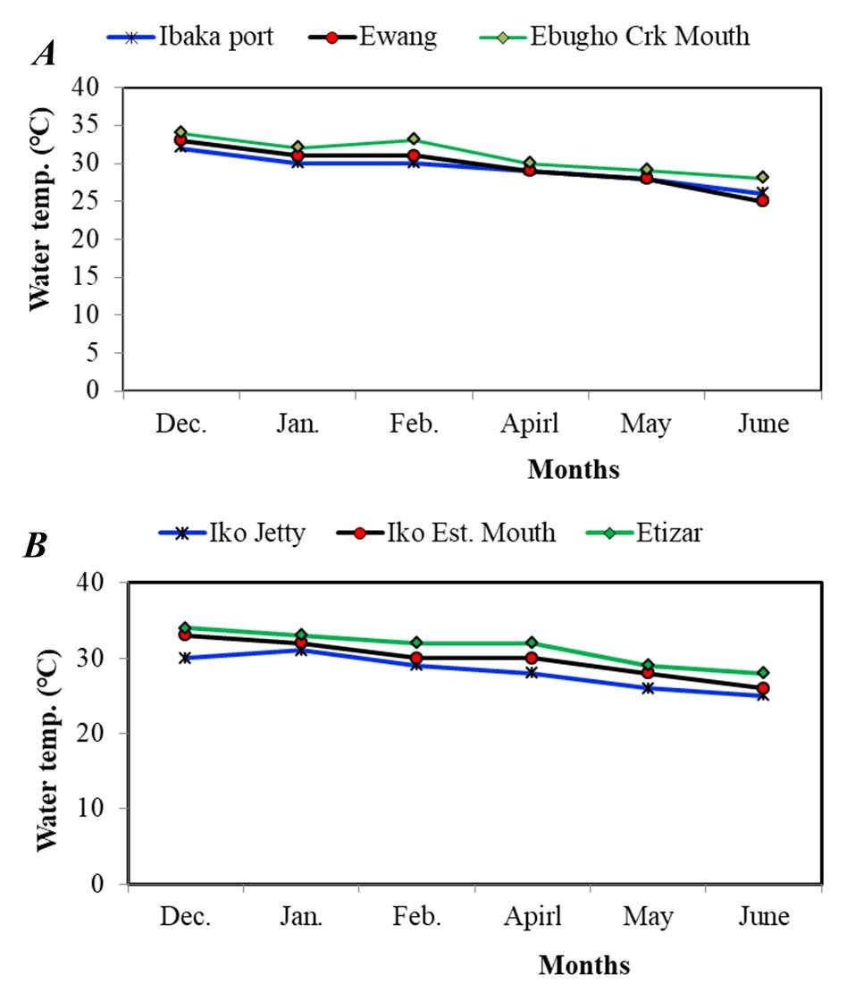 A
Ibaka port Ewang Ebugho Crk Mouth
Water temp. (°C)
40
35
30
25
20
15
10
5
0
Dec. Jan. Feb. Apirl May June
Months
B
Iko Jetty Iko Est. Mouth Etizar
Water temp. (°C)
40
30
20
10
0
Dec. Jan. Feb. Apirl May June
Months